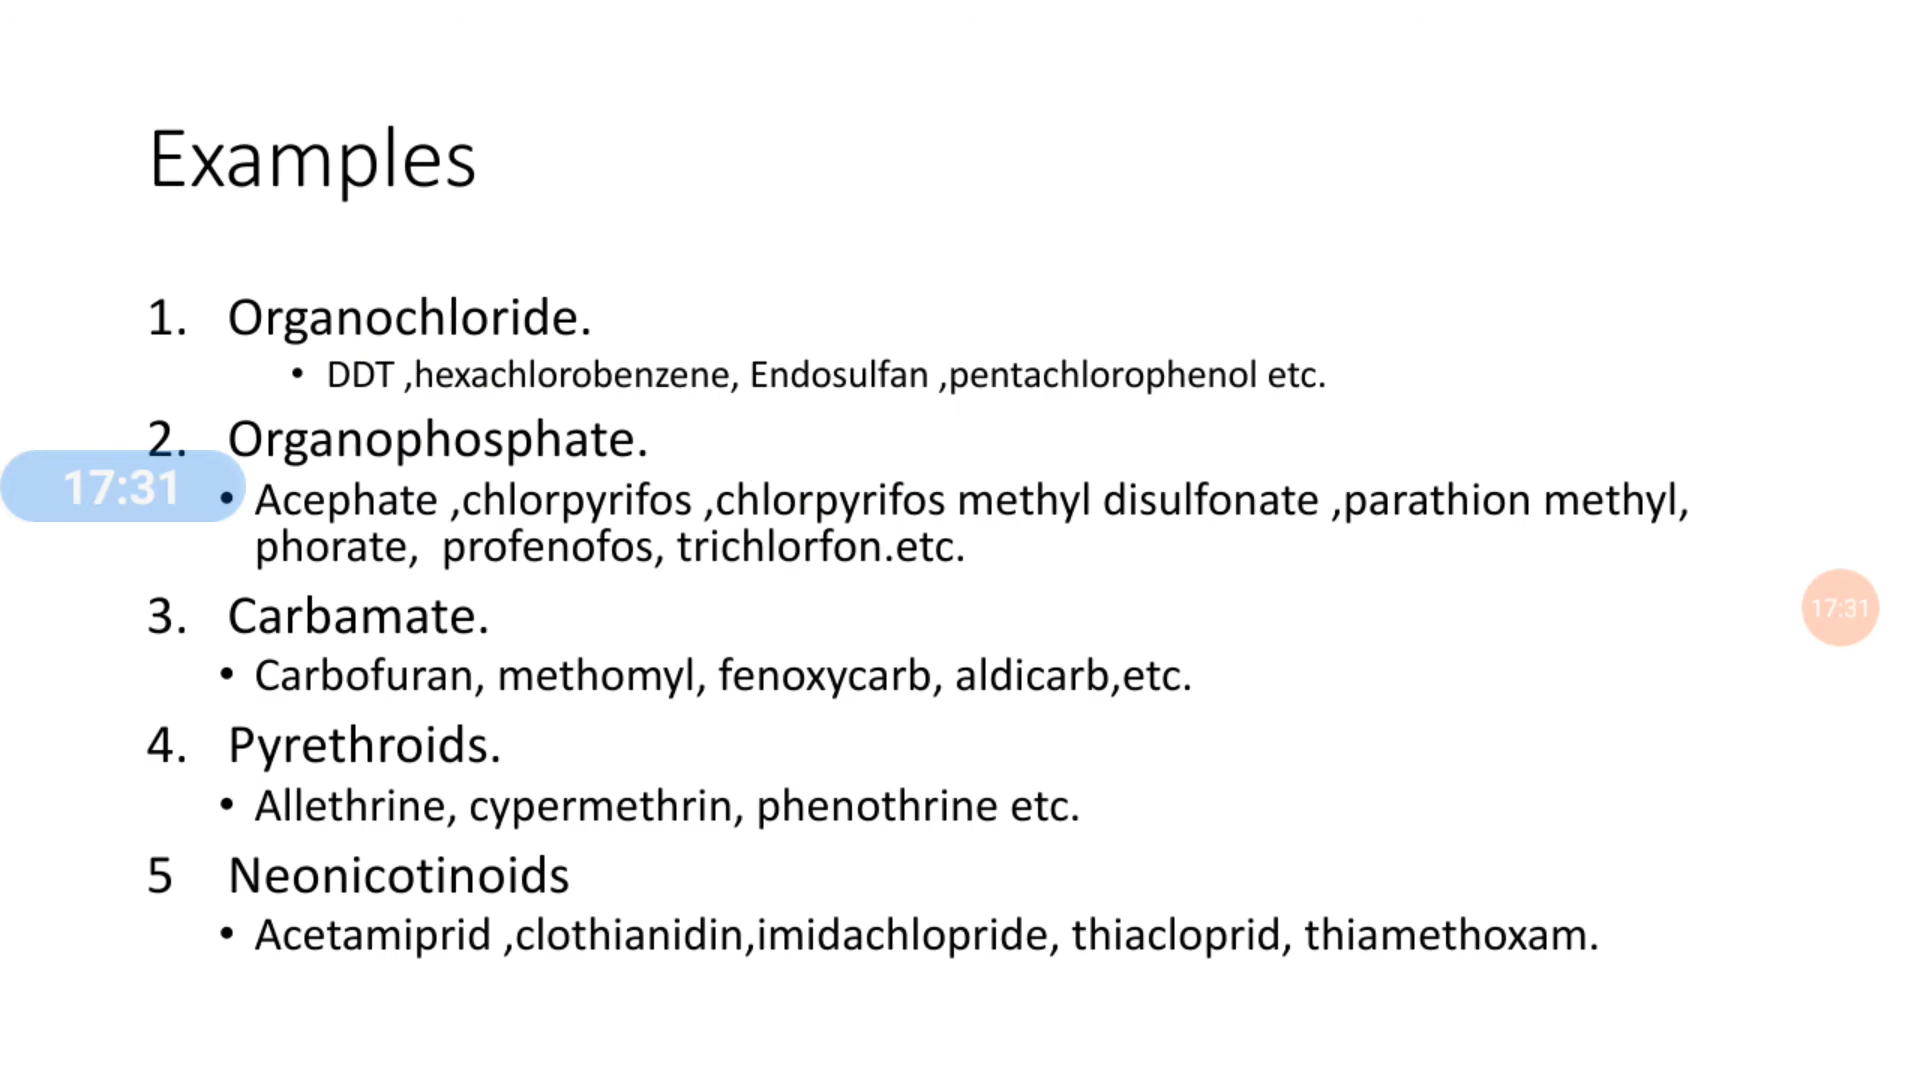 Examples
1. Organochloride.
• DDT ,hexachlorobenzene, Endosulfan ,pentachlorophenol etc.
2. Organophosphate.
17:31
• Acephate ,chlorpyrifos ,chlorpyrifos methyl disulfonate ,parathion methyl,
phorate,  profenofos, trichlorfon.etc.
17:31
3. Carbamate.
• Carbofuran, methomyl, fenoxycarb, aldicarb,etc.
4. Pyrethroids.
• Allethrine, cypermethrin, phenothrine etc.
5 Neonicotinoids
• Acetamiprid ,clothianidin,imidachlopride, thiacloprid, thiamethoxam.